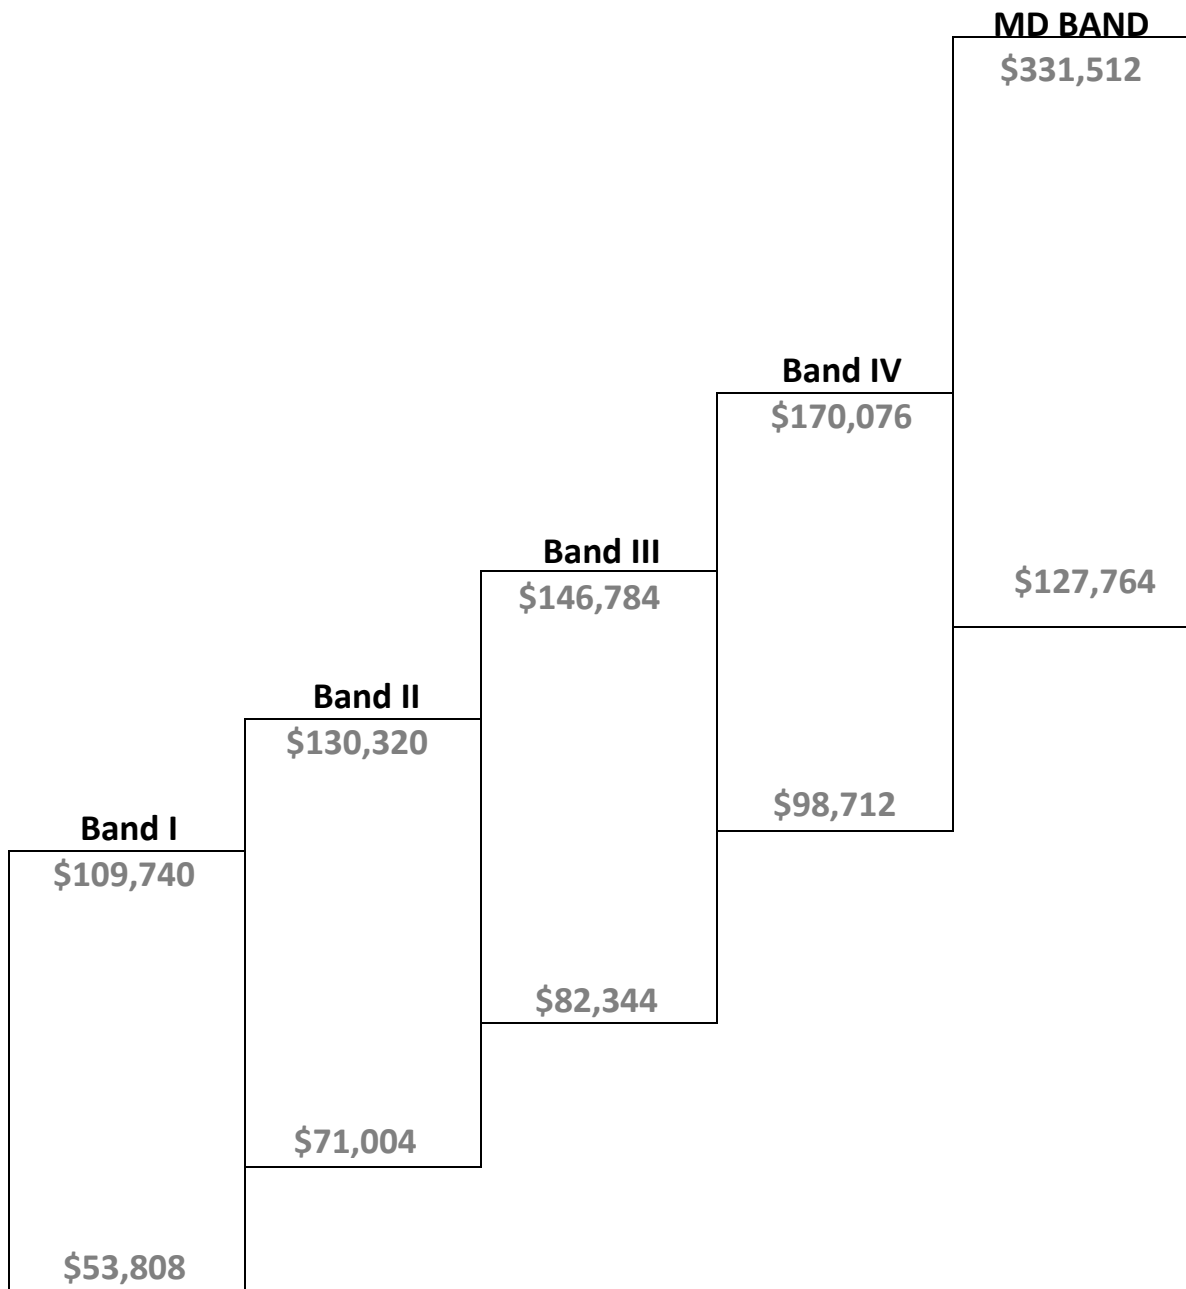 MD BAND
$331,512
Band IV
$170,076
Band III
$146,784
$127,764
Band II
$130,320
$98,712
Band I
$109,740
$82,344
$71,004
$53,808